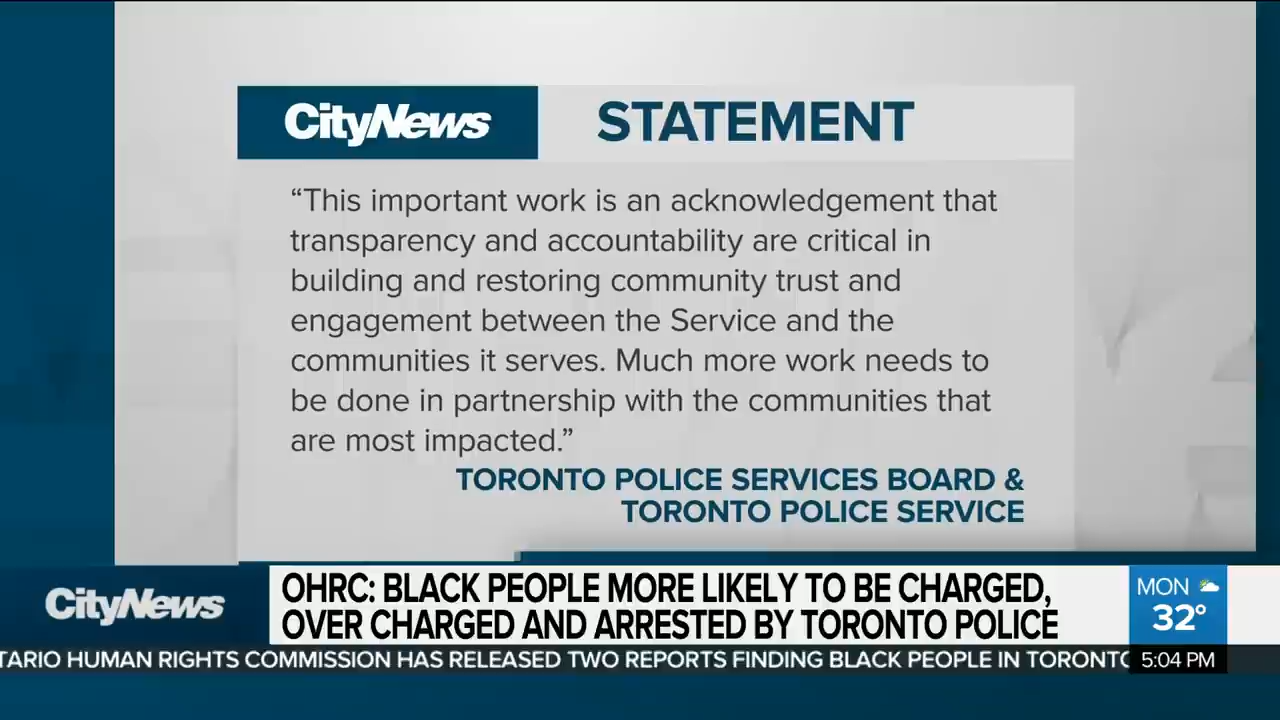 CityNews
STATEMENT
“This important work is an acknowledgement that
transparency and accountability are critical in
building and restoring community trust and
engagement between the Service and the
communities it serves. Much more work needs to
be done in partnership with the communities that
are most impacted.”
TORONTO POLICE SERVICES BOARD &
TORONTO POLICE SERVICE
CityNews
OHRC: BLACK PEOPLE MORE LIKELY TO BE CHARGED,
OVER CHARGED AND ARRESTED BY TORONTO POLICE
MON
32°
TARIO HUMAN RIGHTS COMMISSION HAS RELEASED TWO REPORTS FINDING BLACK PEOPLE IN TORONTO
5:04 PM